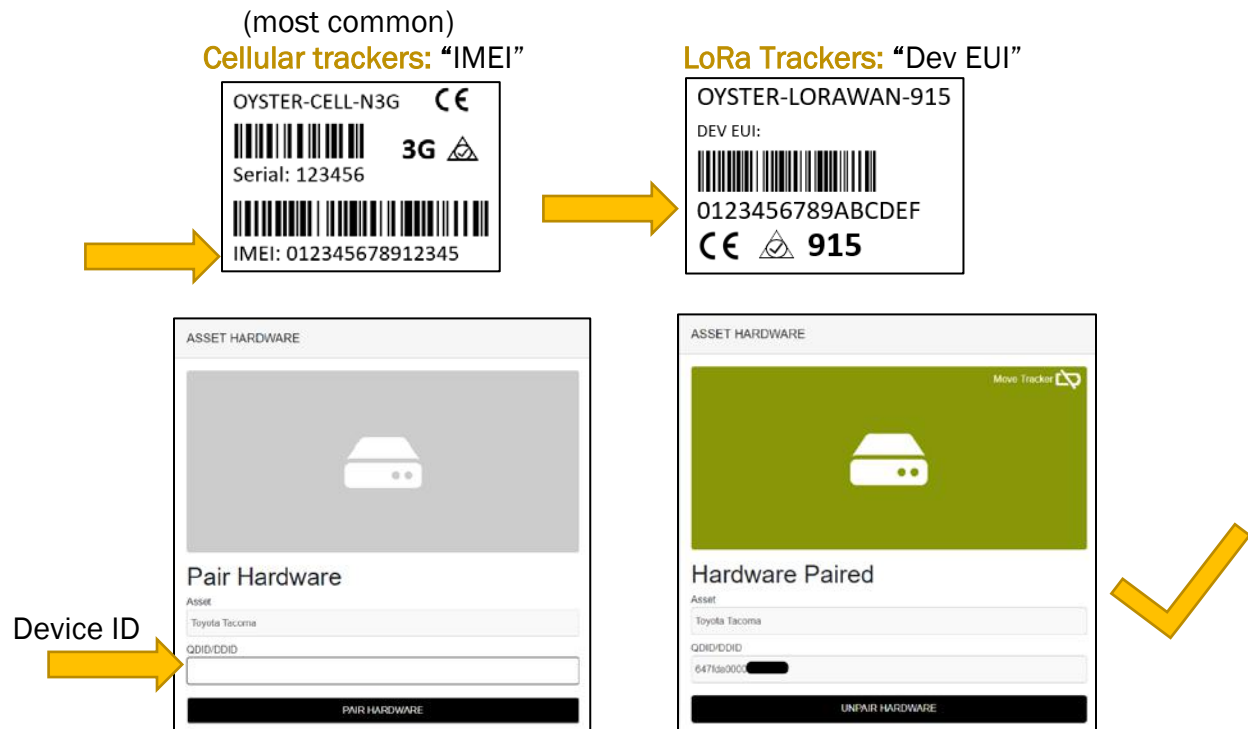 (most common)
Cellular trackers: “IMEI”
OYSTER-CELL-N3G CE
3G
Serial: 123456
IMEI: 012345678912345
LoRa Trackers: “Dev EUI”
OYSTER-LORAWAN-915
DEV EUI:
0123456789ABCDEF
CE 915
ASSET HARDWARE
Pair Hardware
Asset
Toyota Tacoma
Device ID
QDID/DDID
PAIR HARDWARE
ASSET HARDWARE
Move Tracker
Hardware Paired
Asset
Toyota Tacoma
QDID/DDID
647fda0000
UNPAIR HARDWARE